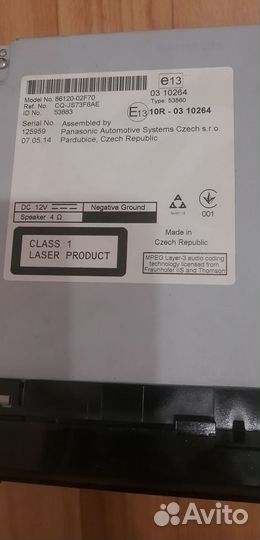 e13
Model No. 86120-02F70
03 10264
Ref. No. CQ-JS73F6AE
Type: 53860
ID No. 53883
E13 10R - 03 10264
Serial No
Assembled by
125959
Panasonic Automotive Systems Czech s.r.o.
07.05.14
Pardubice, Czech Republic
DC 12V
Negative Ground
Speaker 4 Ω
001
CLASS 1
LASER PRODUCT
Made in
Czech Republic
MPEG Layer-3 audio coding
technology licensed from
Fraunhofer IIS and Thomson
Avito